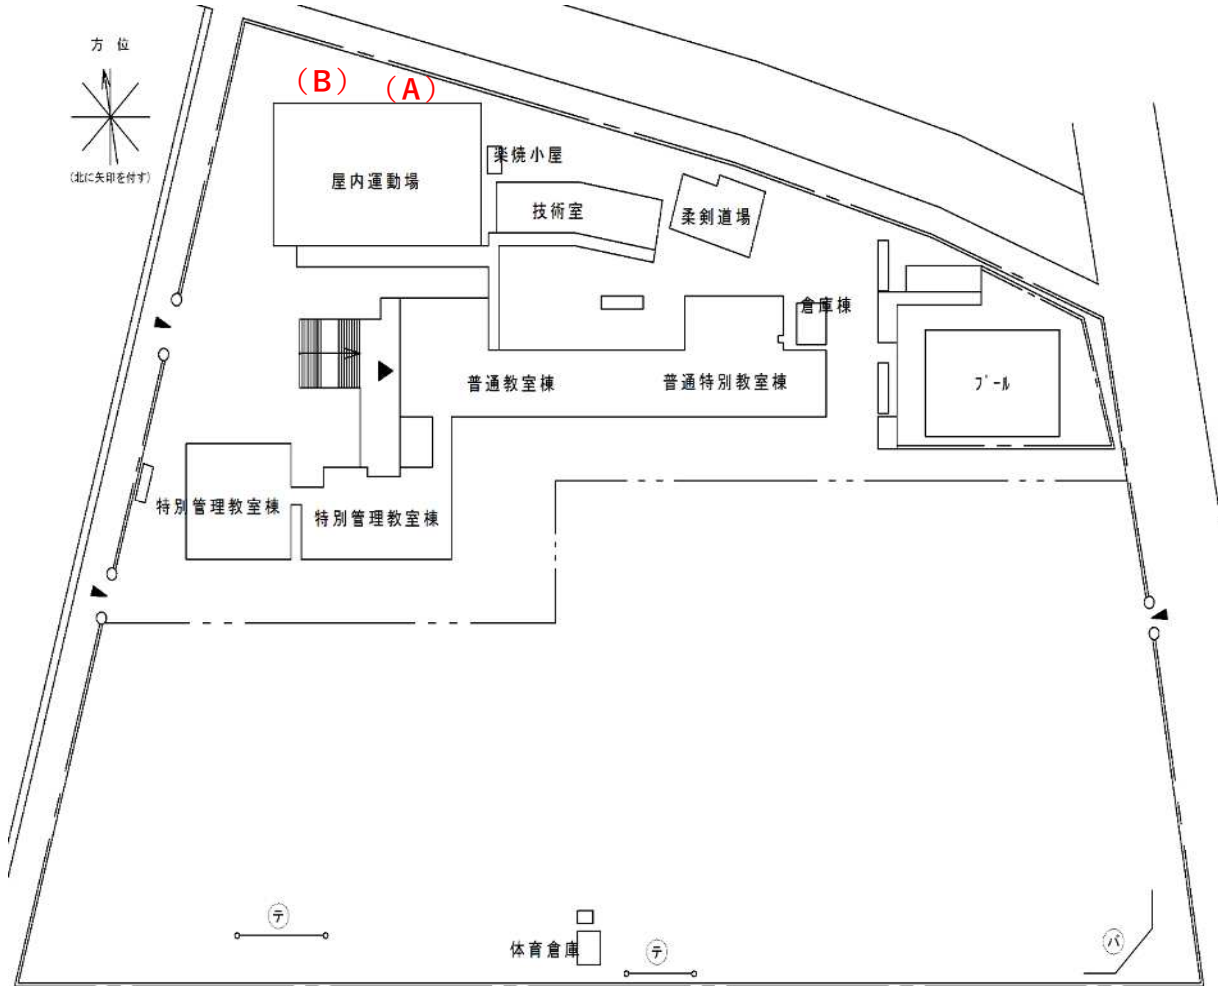 方 位
(北に矢印を付す)
（B）
（A）
楽焼小屋
屋内運動場
技術室
柔剣道場
倉庫棟
普通教室棟
普通特別教室棟
プール
特別管理教室棟
特別管理教室棟
テ
体育倉庫
テ
バ